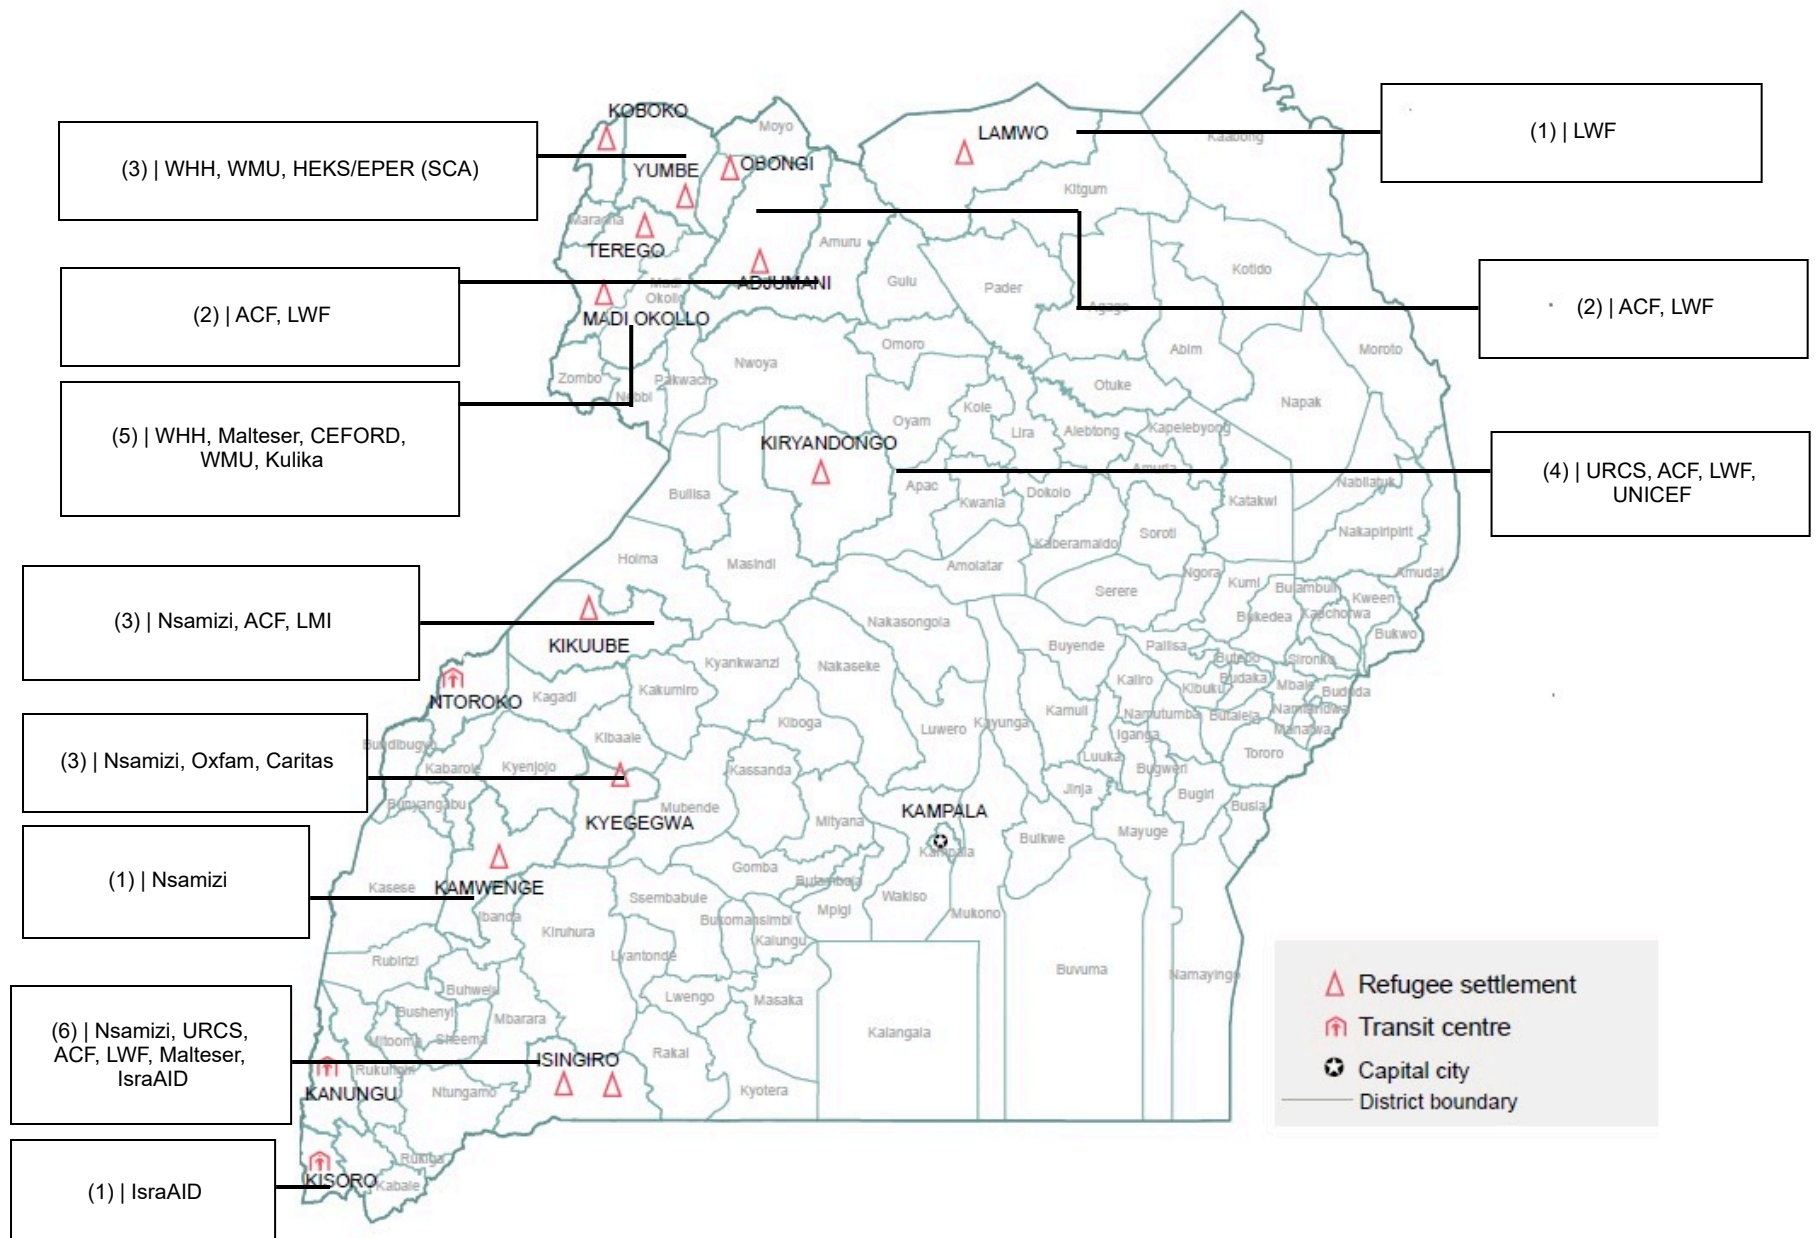 KOBOKO
Moyo
LAMWO
(1) | LWF
Kaabong
(3) | WHH, WMU, HEKS/EPER (SCA)
YUMBE
OBONGI
Kitgum
Maracha
TEREGO
Amuru
ADJUMANI
Gulu
Pader
Kotido
Madi
Okollo
(2) | ACF, LWF
Agago
(2) | ACF, LWF
MADI OKOLLO
Omoro
Abim
Moroto
Zombo
Pakwach
Nwoya
Otuke
Nebbi
Napak
Kole
Oyam
Lira
Alebtong
Kapelebyong
(5) | WHH, Malteser, CEFORD,
WMU, Kulika
KIRYANDONGO
Amuria
(4) | URCS, ACF, LWF,
UNICEF
Buliisa
Apac
Kwania
Dokolo
Katakwi
Nabilatuk
Nakapiripirit
Hoima
Masindi
Kaberamaido
Soroti
Amolatar
Ngora
Kumi
Amudat
Serere
Bulambuli
Kween
Bukedea
Kapchorwa
Bukwo
(3) | Nsamizi, ACF, LMI
Nakasongola
KIKUUBE
Buyende
Pallisa
Butebo
Sironko
Kyankwanzi
Nakaseke
Budaka
Kaliro
Kibuku
Mbale
Bududa
NTOROKO
Kagadi
Kakumiro
Kamuli
Namutumba
Butaleja
Namisindwa
Manafwa
Kiboga
Luwero
Kayunga
Iganga
Bundibugyo
Kibaale
Tororo
(3) | Nsamizi, Oxfam, Caritas
Kabarole
Kyenjojo
Kassanda
Luuka
Bugweri
Bunyangabu
Jinja
Bugiri
Busia
Mubende
KYEGEGWA
Mityana
KAMPALA
Kampala
Buikwe
Mayuge
(1) | Nsamizi
Kasese
KAMWENGE
Gomba
Butambala
Ibanda
Ssembabule
Wakiso
Mpigi
Mukono
Kiruhura
Bukomansimbi
Kalungu
Lyantonde
Rubirizi
Buvuma
Namayingo
Buhweju
Lwengo
Masaka
Bushenyi
Mbarara
Mitooma
Sheema
Kalangala
(6) | Nsamizi, URCS,
ACF, LWF, Malteser,
IsraAID
ISINGIRO
Rakai
Rukungiri
KANUNGU
Ntungamo
Kyotera
Rukiga
KISORO
Kabale
(1) | IsraAID
Refugee settlement
Transit centre
Capital city
District boundary